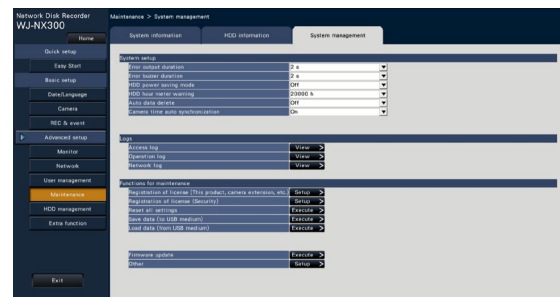 Network Disk Recorder
WJ-NX300
Maintenance > System management
Home
System information
HDD information
System management
Quick setup
Easy Start
Basic setup
Date/Language
Camera
REC & event
Advanced setup
Monitor
Network
User management
Maintenance
HDD management
Extra function
Exit
System setup
Error output duration 2 s
Error buzzer duration 2 s
HDD power saving mode Off
HDD hour meter warning 20000 h
Auto data delete Off
Camera time auto synchronization On
Logs
Access log View >
Operation log View >
Network log View >
Functions for maintenance
Registration of license (This product, camera extension, etc.) Setup >
Registration of license (Security) Setup >
Reset all settings Execute >
Save data (to USB medium) Execute >
Load data (from USB medium) Execute >
Firmware update Execute >
Other Setup >